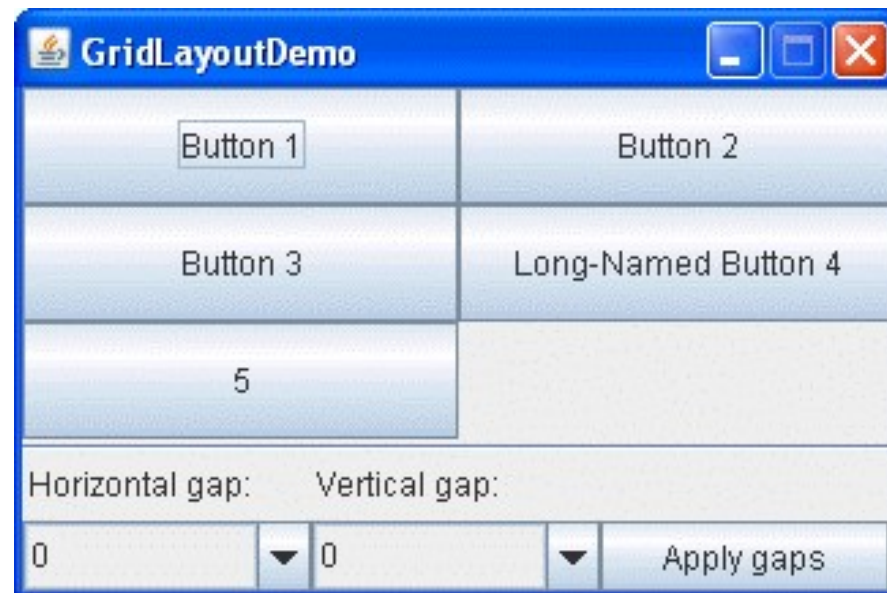 GridLayoutDemo
Button 1 Button 2
Button 3 Long-Named Button 4
5
Horizontal gap: Vertical gap:
0 0 Apply gaps